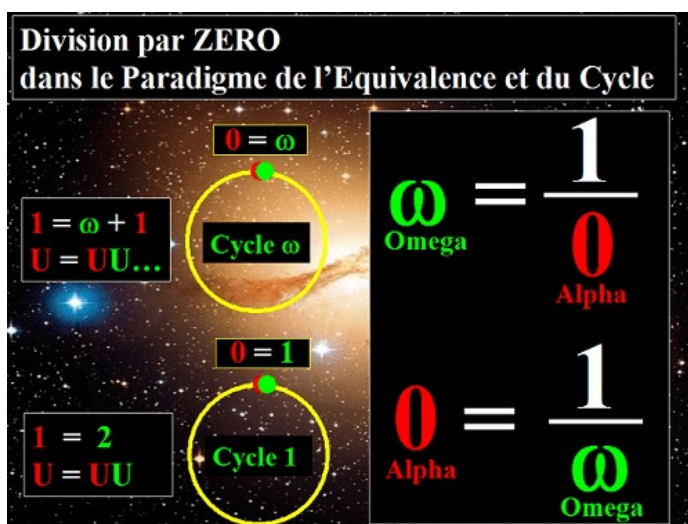 Division par ZERO
dans le Paradigme de l'Equivalence et du Cycle
0 = ω
1 = ω + 1
U = UU...
Cycle ω
0 = 1
1 = 2
U = UU
Cycle 1
ω = 1/0
Omega
Alpha
0 = 1/ω
Alpha
Omega